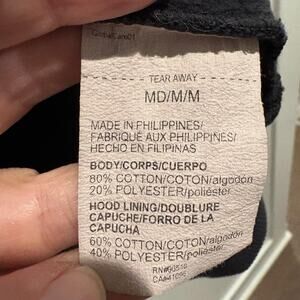 TEAR AWAY
MD/M/M
MADE IN PHILIPPINES/
FABRIQUE AUX PHILIPPINES/
HECHO EN FILIPINAS
BODY/CORPS/CUERPO
80% COTTON/COTON/algodón
20% POLYESTER/poliéster
HOOD LINING/DOUBLURE
CAPUCHE/FORRO DE LA
CAPUCHA
60% COTTON/COTON/algodón
40% POLYESTER/poliéster